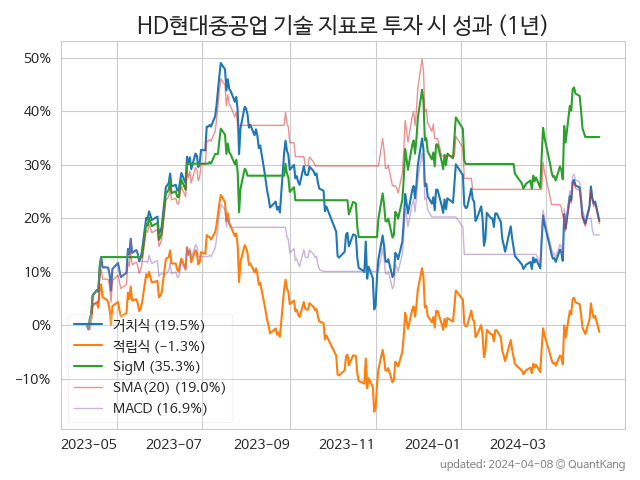 HD현대중공업 기술 지표로 투자 시 성과 (1년)
50%
40%
30%
20%
10%
0%
−10%
거치식 (19.5%)
적립식 (−1.3%)
SigM (35.3%)
SMA(20) (19.0%)
MACD (16.9%)
2023-05 2023-07 2023-09 2023-11 2024-01 2024-03
updated: 2024-04-08 ⓒ QuantKang